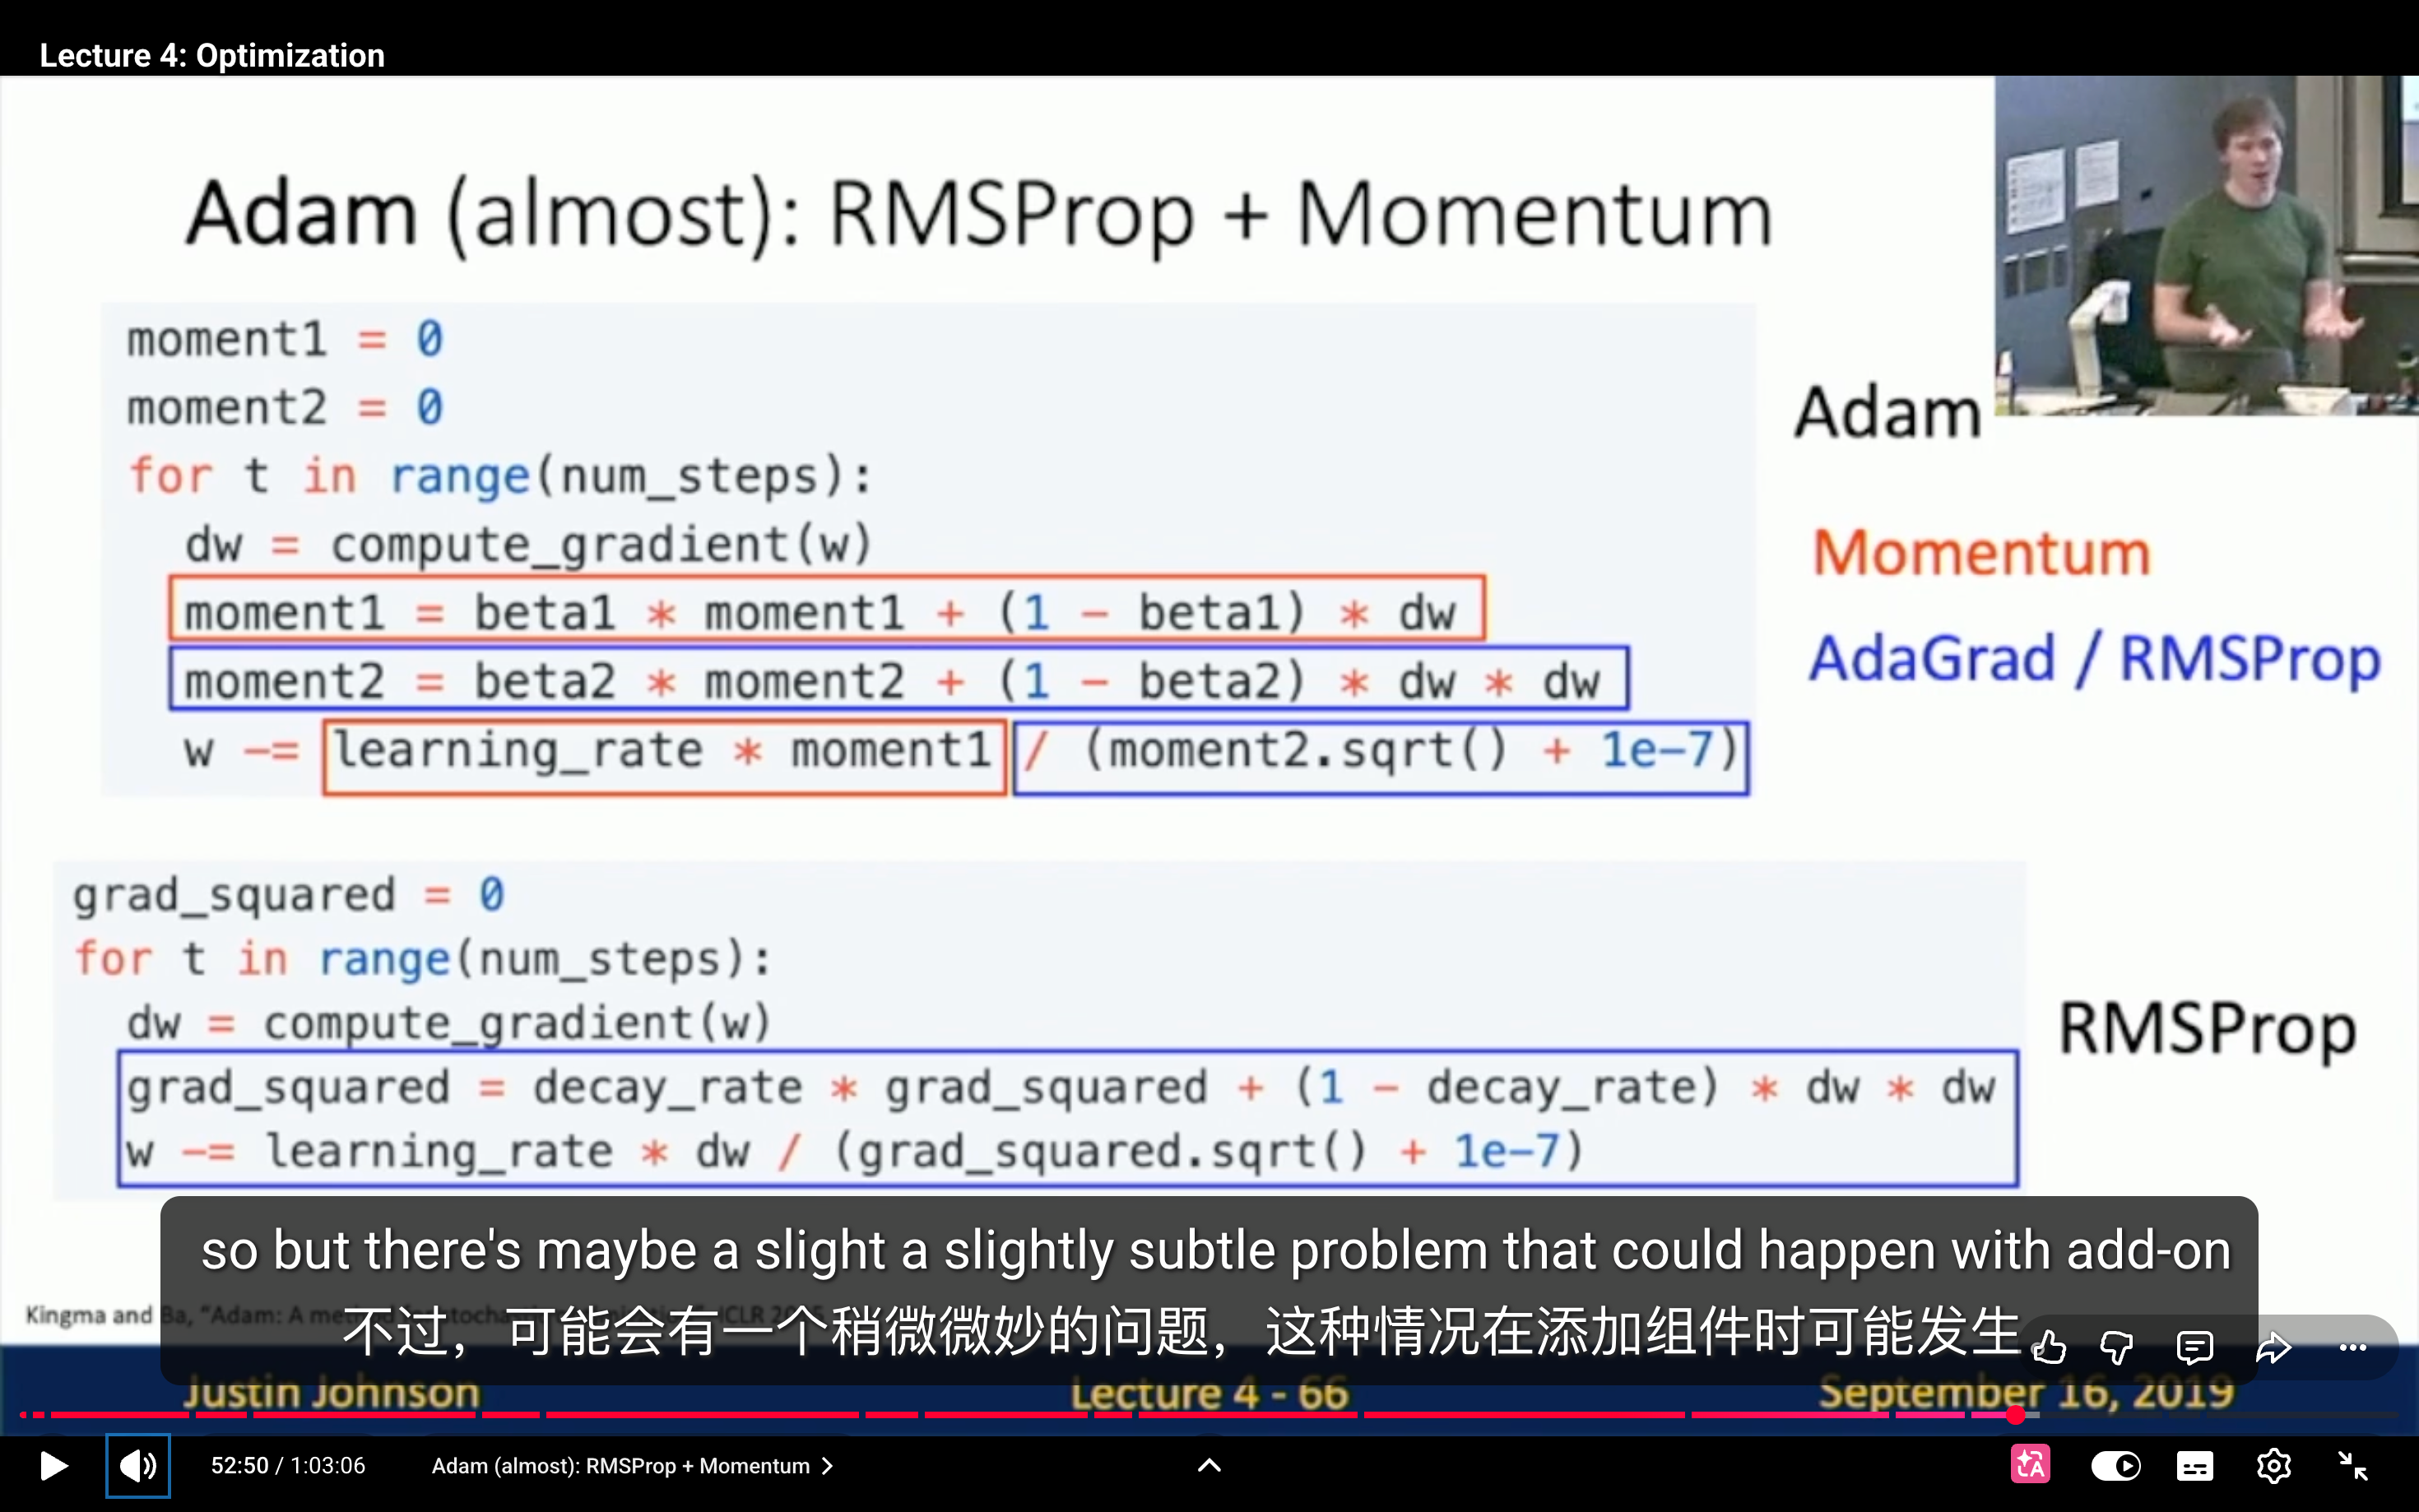 Lecture 4: Optimization
Adam (almost): RMSProp + Momentum
moment1 = 0
moment2 = 0
for t in range(num_steps):
dw = compute_gradient(w)
moment1 = beta1 * moment1 + (1 - beta1) * dw
moment2 = beta2 * moment2 + (1 - beta2) * dw * dw
w -= learning_rate * moment1 / (moment2.sqrt() + 1e-7)
Adam
Momentum
AdaGrad / RMSProp
grad_squared = 0
for t in range(num_steps):
dw = compute_gradient(w)
grad_squared = decay_rate * grad_squared + (1 - decay_rate) * dw * dw
w -= learning_rate * dw / (grad_squared.sqrt() + 1e-7)
RMSProp
so but there's maybe a slight a slightly subtle problem that could happen with add-on
不过，可能会有一个稍微微妙的问题，这种情况在添加组件时可能发生。
Kingma and Ba, "Adam: A
Justin Johnson
Lecture 4 - 66
September 16, 2019
52:50 / 1:03:06
Adam (almost): RMSProp + Momentum